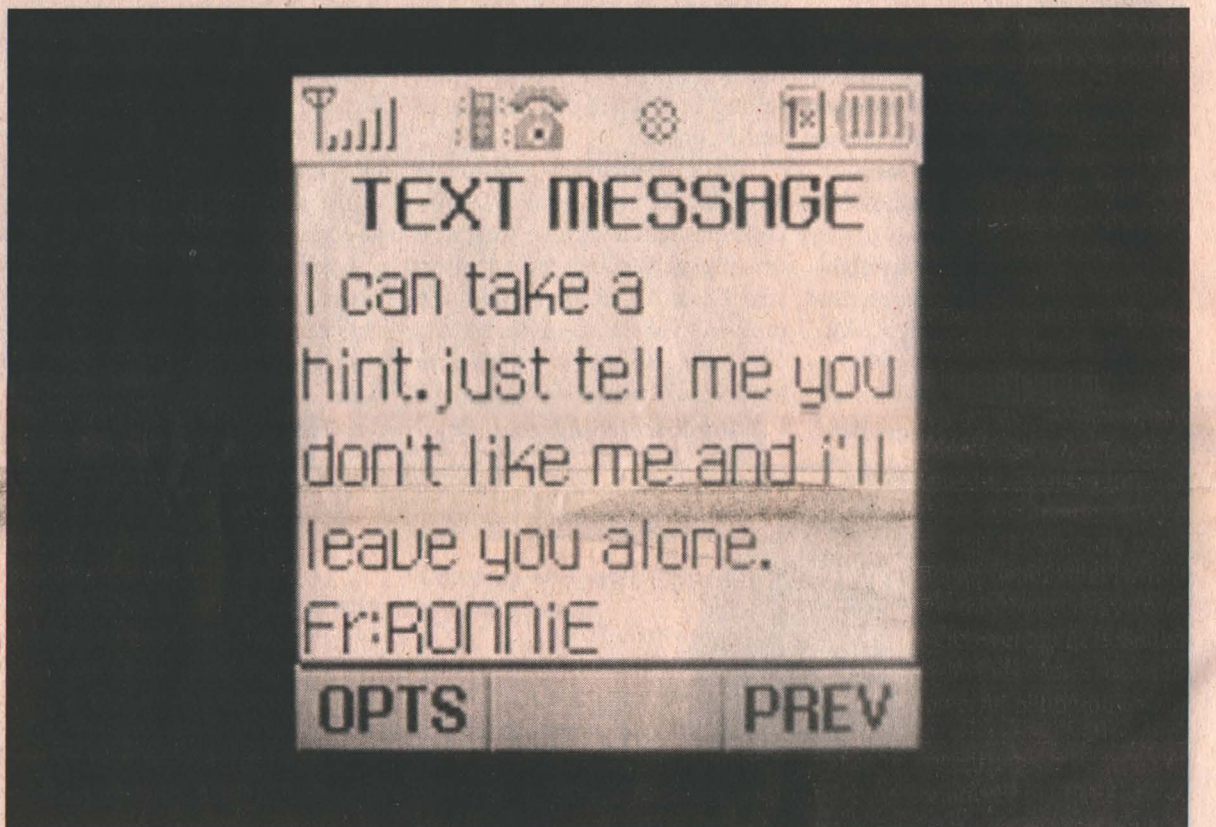 1x
TEXT MESSAGE
I can take a
hint.just tell me you
don't like me and i'll
leave you alone.
Fr:RONNiE
OPTS PREV